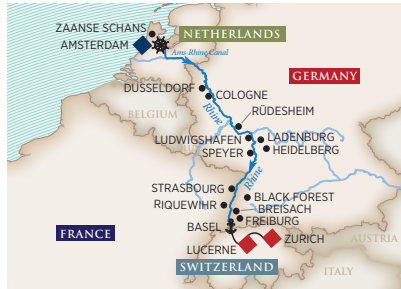 ZAANSE SCHANS
NETHERLANDS
AMSTERDAM
Ams-Rhine Canal
GERMANY
DUSSELDORF
COLOGNE
Rhine
BELGIUM
RÜDESHEIM
LUDWIGSHAFEN
LADENBURG
SPEYER
HEIDELBERG
Rhine
STRASBOURG
BLACK FOREST
RIQUEWIHR
BREISACH
FREIBURG
BASEL
FRANCE
ZURICH
AUSTRIA
LUCERNE
SWITZERLAND
ITALY